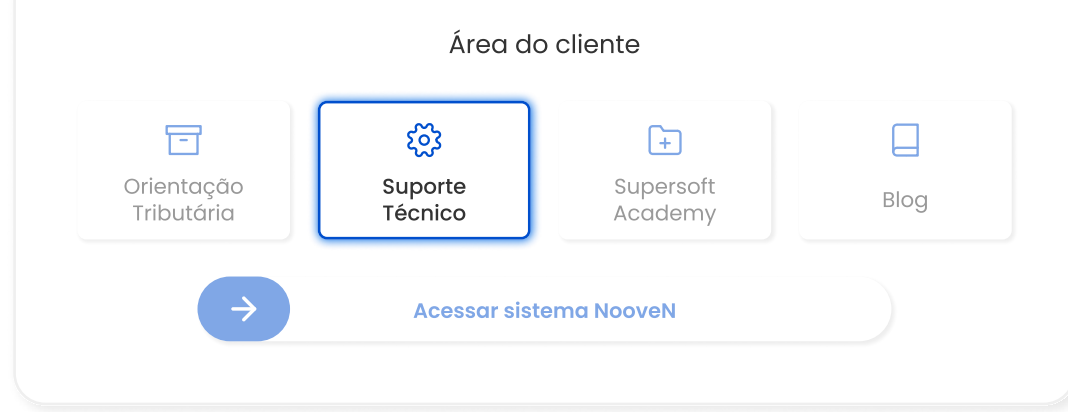 Área do cliente
Orientação
Tributária
Suporte
Técnico
Supersoft
Academy
Blog
Acessar sistema NooveN